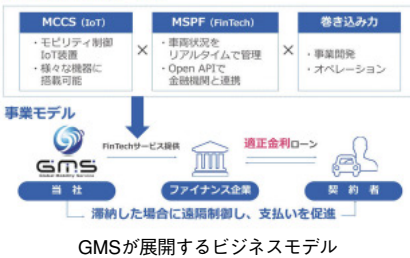 MCCS (IoT)
・モビリティ制御
IoT装置
・様々な機器に
搭載可能
×
MSPF (FinTech)
・車両状況を
リアルタイムで管理
・Open APIで
金融機関と連携
×
巻き込み力
・事業開発
・オペレーション
事業モデル
FinTechサービス提供
適正金利ローン
GMS
Global Mobility Service
当社
ファイナンス企業
契約者
滞納した場合に遠隔制御し、支払いを促進
GMSが展開するビジネスモデル